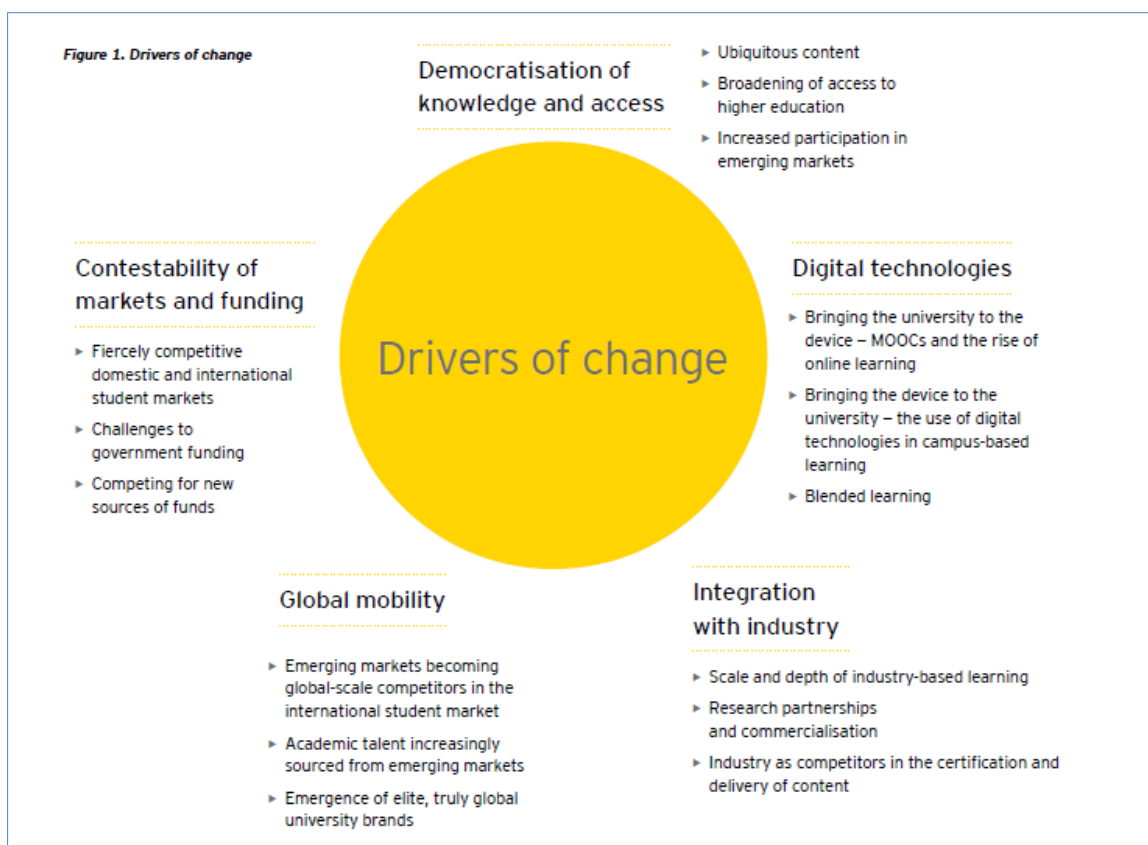 Figure 1. Drivers of change
Democratisation of
knowledge and access
► Ubiquitous content
► Broadening of access to
higher education
► Increased participation in
emerging markets
Contestability of
markets and funding
► Fiercely competitive
domestic and international
student markets
► Challenges to
government funding
► Competing for new
sources of funds
Drivers of change
Digital technologies
► Bringing the university to the
device – MOOCs and the rise of
online learning
► Bringing the device to the
university – the use of digital
technologies in campus-based
learning
► Blended learning
Global mobility
► Emerging markets becoming
global-scale competitors in the
international student market
► Academic talent increasingly
sourced from emerging markets
► Emergence of elite, truly global
university brands
Integration
with industry
► Scale and depth of industry-based learning
► Research partnerships
and commercialisation
► Industry as competitors in the certification and
delivery of content